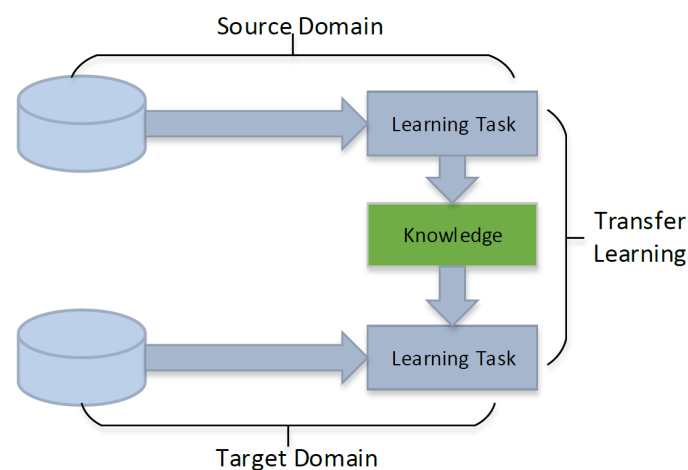 Source Domain
Learning Task
Knowledge
Transfer
Learning
Learning Task
Target Domain